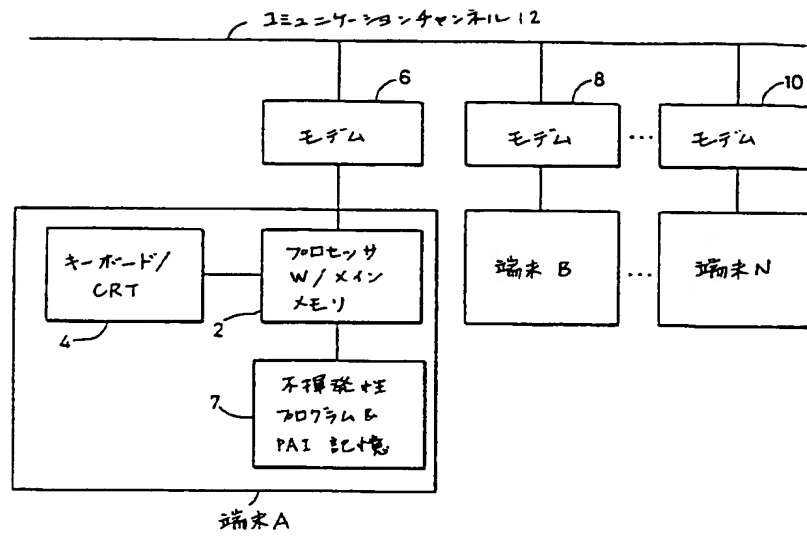 コミュニケーションチャンネル12
6
8
10
モデム
モデム
...
モデム
キーボード/
CRT
4
プロセッサ
W/メイン
メモリ
2
端末 B
...
端末 N
7
不揮発性
プログラム&
PAI 記憶
端末A